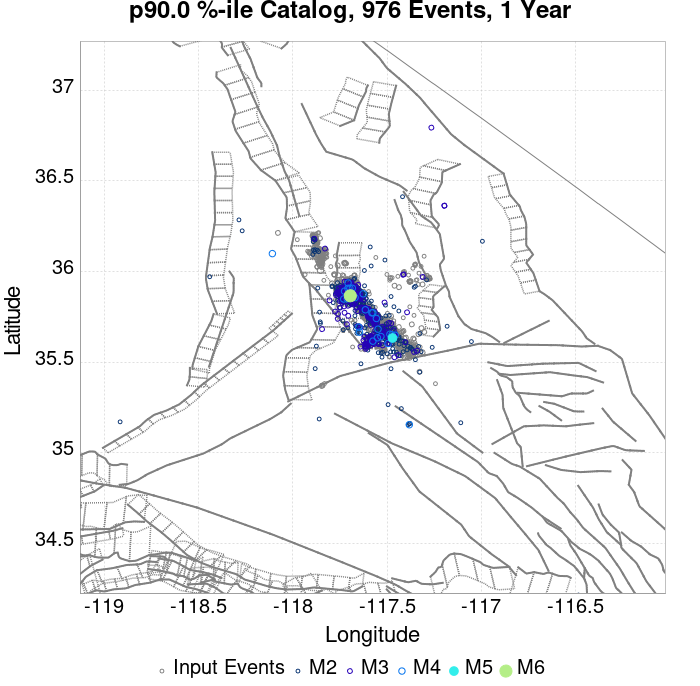 p90.0 %-ile Catalog, 976 Events, 1 Year
37
36.5
36
35.5
35
34.5
Latitude
-119
-118.5
-118
-117.5
-117
-116.5
Longitude
Input Events
M2
M3
M4
M5
M6